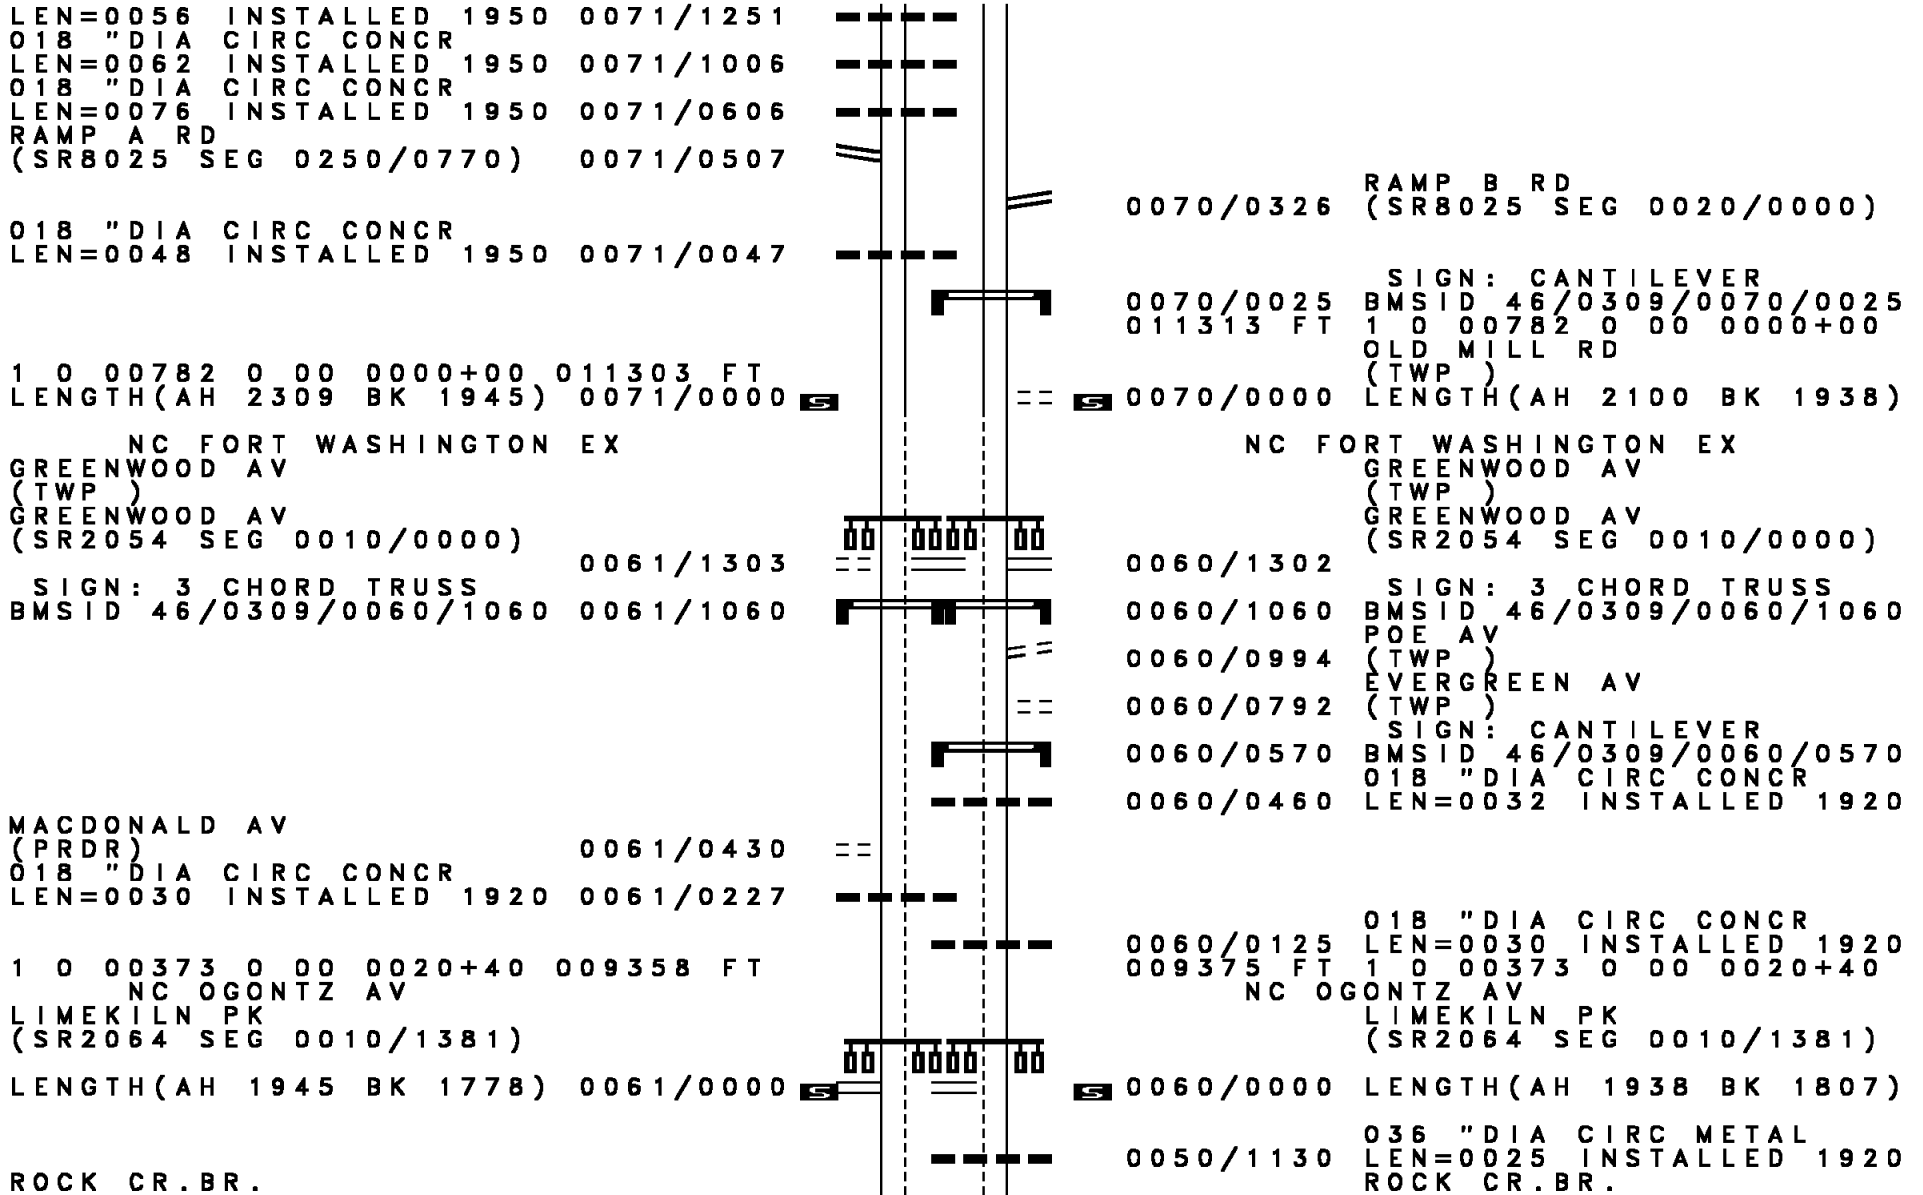 LEN=0056 INSTALLED 1950 0071/1251
018 "DIA CIRC CONCR
LEN=0062 INSTALLED 1950 0071/1006
018 "DIA CIRC CONCR
LEN=0076 INSTALLED 1950 0071/0606
RAMP A RD
(SR8025 SEG 0250/0770) 0071/0507
018 "DIA CIRC CONCR
LEN=0048 INSTALLED 1950 0071/0047
1 0 00782 0 00 0000+00 011303 FT
LENGTH(AH 2309 BK 1945) 0071/0000 S
NC FORT WASHINGTON EX
GREENWOOD AV
(TWP )
GREENWOOD AV
(SR2054 SEG 0010/0000)
0061/1303
SIGN: 3 CHORD TRUSS
BMSID 46/0309/0060/1060 0061/1060
MACDONALD AV
(PRDR) 0061/0430
018 "DIA CIRC CONCR
LEN=0030 INSTALLED 1920 0061/0227
1 0 00373 0 00 0020+40 009358 FT
NC OGONTZ AV
LIMEKILN PK
(SR2064 SEG 0010/1381)
LENGTH(AH 1945 BK 1778) 0061/0000 S
ROCK CR.BR.
RAMP B RD
0070/0326 (SR8025 SEG 0020/0000)
SIGN: CANTILEVER
0070/0025 BMSID 46/0309/0070/0025
011313 FT 1 0 00782 0 00 0000+00
OLD MILL RD
(TWP )
S 0070/0000 LENGTH(AH 2100 BK 1938)
NC FORT WASHINGTON EX
GREENWOOD AV
(TWP )
GREENWOOD AV
(SR2054 SEG 0010/0000)
0060/1302
SIGN: 3 CHORD TRUSS
0060/1060 BMSID 46/0309/0060/1060
POE AV
0060/0994 (TWP )
EVERGREEN AV
0060/0792 (TWP )
SIGN: CANTILEVER
0060/0570 BMSID 46/0309/0060/0570
018 "DIA CIRC CONCR
0060/0460 LEN=0032 INSTALLED 1920
018 "DIA CIRC CONCR
0060/0125 LEN=0030 INSTALLED 1920
009375 FT 1 0 00373 0 00 0020+40
NC OGONTZ AV
LIMEKILN PK
(SR2064 SEG 0010/1381)
S 0060/0000 LENGTH(AH 1938 BK 1807)
036 "DIA CIRC METAL
0050/1130 LEN=0025 INSTALLED 1920
ROCK CR.BR.